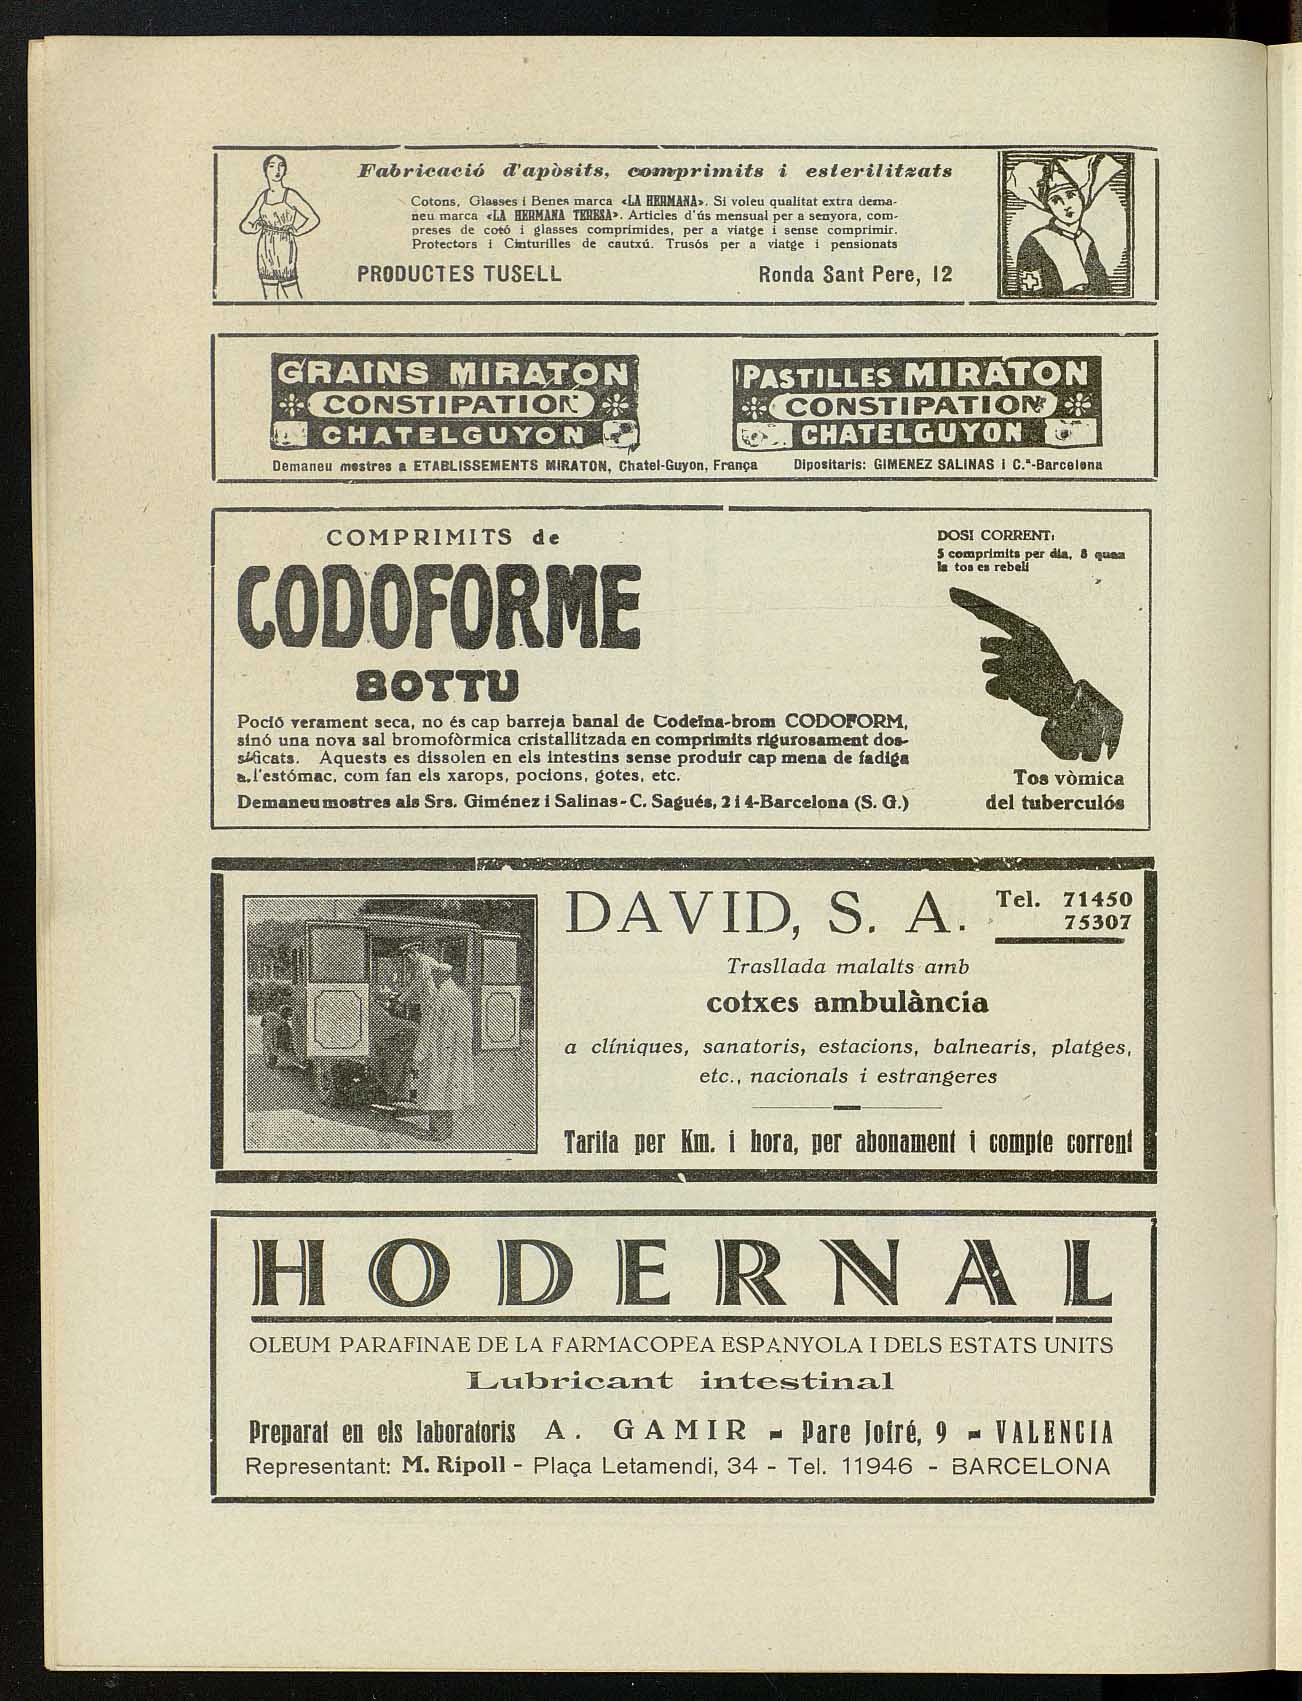 Fabricació d'apòsits, comprimits i esterilitzats
Cotons, Glasses i Benes marca «LA HERMANA». Si voleu qualitat extra dema-
neu marca «LA HERMANA TERESA». Articles d'ús mensual per a senyora, com-
preses de cotó i glasses comprimides, per a viatge i sense comprimir.
Protectors i Cinturilles de cautxú. Trusós per a viatge i pensionats
PRODUCTES TUSELL Ronda Sant Pere, 12
GRAINS MIRATON
CONSTIPATION
CHATELGUYON
PASTILLES MIRATON
CONSTIPATION
CHATELGUYON
Demaneu mostres a ETABLISSEMENTS MIRATON, Chatel-Guyon, França Dipositaris: GIMENEZ SALINAS i C.ª-Barcelona
COMPRIMITS de
CODOFORME
BOTTU
Poció verament seca, no és cap barreja banal de Codeïna-brom CODOFORM,
sinó una nova sal bromofòrmica cristallitzada en comprimits rigurosament dos-
sificats. Aquests es dissolen en els intestins sense produir cap mena de fadiga
a l'estómac, com fan els xarops, pocions, gotes, etc.
Demaneu mostres als Srs. Giménez i Salinas - C. Sagués, 2 i 4-Barcelona (S. G.)
DOSI CORRENT:
5 comprimits per dia, 8 quan
la tos es rebell
Tos vòmica
del tuberculós
DAVID, S. A. Tel. 71450
75307
Trasllada malalts amb
cotxes ambulància
a clíniques, sanatoris, estacions, balnearis, platges,
etc., nacionals i estrangeres
Tarifa per Km. i hora, per abonament i compte corrent
HODERNAL
OLEUM PARAFINAE DE LA FARMACOPEA ESPANYOLA I DELS ESTATS UNITS
Lubricant intestinal
Preparat en els laboratoris A. GAMIR - Pare Jofré, 9 - VALENCIA
Representant: M. Ripoll - Plaça Letamendi, 34 - Tel. 11946 - BARCELONA